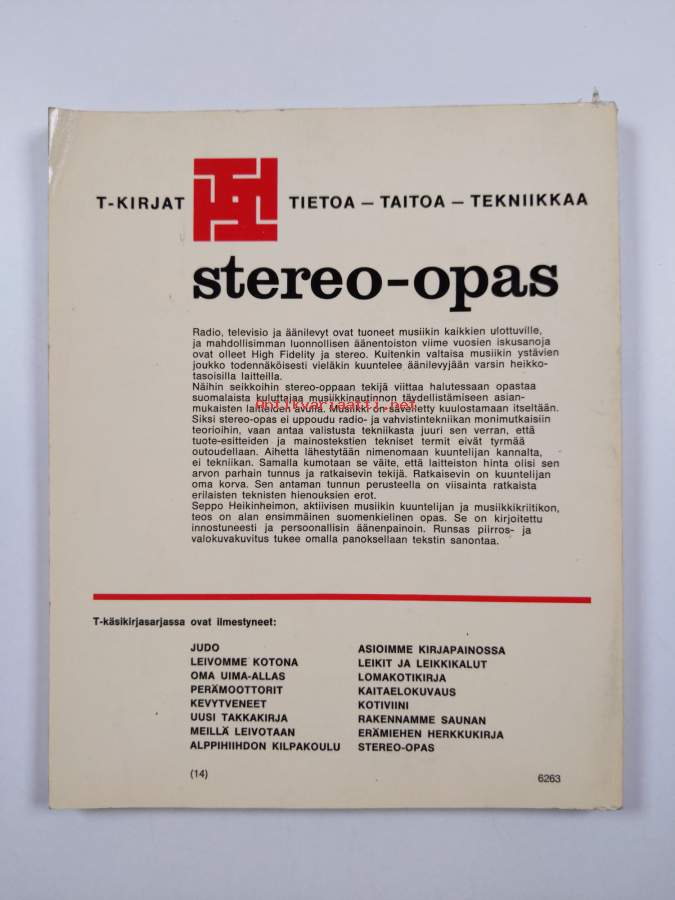 T-KIRJAT TIETOA — TAITOA — TEKNIIKKAA
stereo-opas
Radio, televisio ja äänilevyt ovat tuoneet musiikin kaikkien ulottuville,
ja mahdollisimman luonnollisen äänentoiston viime vuosien iskusanoja
ovat olleet High Fidelity ja stereo. Kuitenkin valtaisa musiikin ystävien
joukko todennäköisesti vieläkin kuuntelee äänilevyjään varsin heikko-
tasoisilla laitteilla.
Näihin seikkoihin stereo-oppaan tekijä viittaa halutessaan opastaa
suomalaista kuluttajaa musiikkinautinnon täydellistämiseen asian-
Antikvariaatti.net
mukaisten laitteiden avulla. Musiikki on sävelletty kuulostamaan itseltään.
Siksi stereo-opas ei uppoudu radio- ja vahvistintekniikan monimutkaisiin
teorioihin, vaan antaa valistusta tekniikasta juuri sen verran, että
tuote-esitteiden ja mainostekstien tekniset termit eivät tyrmää
outoudellaan. Aihetta lähestytään nimenomaan kuuntelijan kannalta,
ei tekniikan. Samalla kumotaan se väite, että laitteiston hinta olisi sen
arvon parhain tunnus ja ratkaisevin tekijä. Ratkaisevin on kuuntelijan
oma korva. Sen antaman tunnun perusteella on viisainta ratkaista
erilaisten teknisten hienouksien erot.
Seppo Heikinheimon, aktiivisen musiikin kuuntelijan ja musiikkikriitikon,
teos on alan ensimmäinen suomenkielinen opas. Se on kirjoitettu
innostuneesti ja persoonallisin äänenpainoin. Runsas piirros- ja
valokuvakuvitus tukee omalla panoksellaan tekstin sanontaa.
T-käsikirjasarjassa ovat ilmestyneet:
JUDO
LEIVOMME KOTONA
OMA UIMA-ALLAS
PERÄMOOTTORIT
KEVYTVENEET
UUSI TAKKAKIRJA
MEILLÄ LEIVOTAAN
ALPPIHIIHDON KILPAKOULU
ASIOIMME KIRJAPAINOSSA
LEIKIT JA LEIKKIKALUT
LOMAKOTIKIRJA
KAITAELOKUVAUS
KOTIVIINI
RAKENNAMME SAUNAN
ERÄMIEHEN HERKKUKIRJA
STEREO-OPAS
(14) 6263